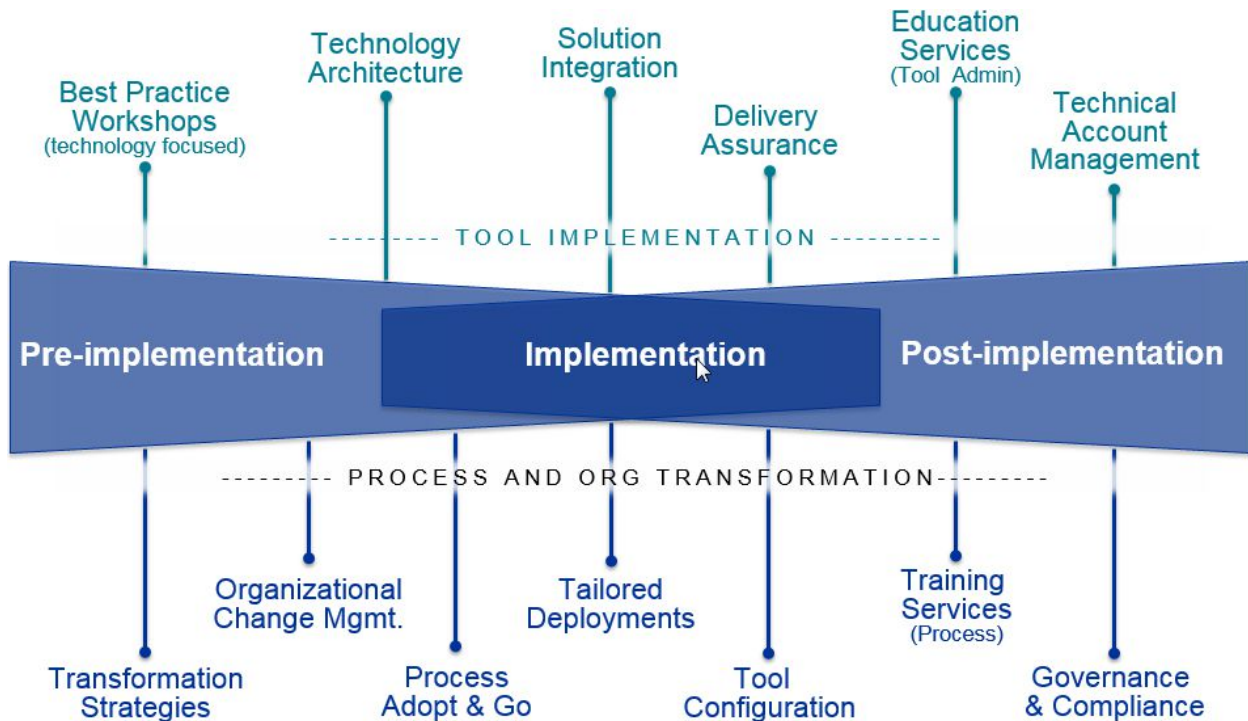 Best Practice
Workshops
(technology focused)
Technology
Architecture
Solution
Integration
Delivery
Assurance
Education
Services
(Tool Admin)
Technical
Account
Management
TOOL IMPLEMENTATION
Pre-implementation
Implementation
Post-implementation
PROCESS AND ORG TRANSFORMATION
Transformation
Strategies
Organizational
Change Mgmt.
Process
Adopt & Go
Tailored
Deployments
Tool
Configuration
Training
Services
(Process)
Governance
& Compliance